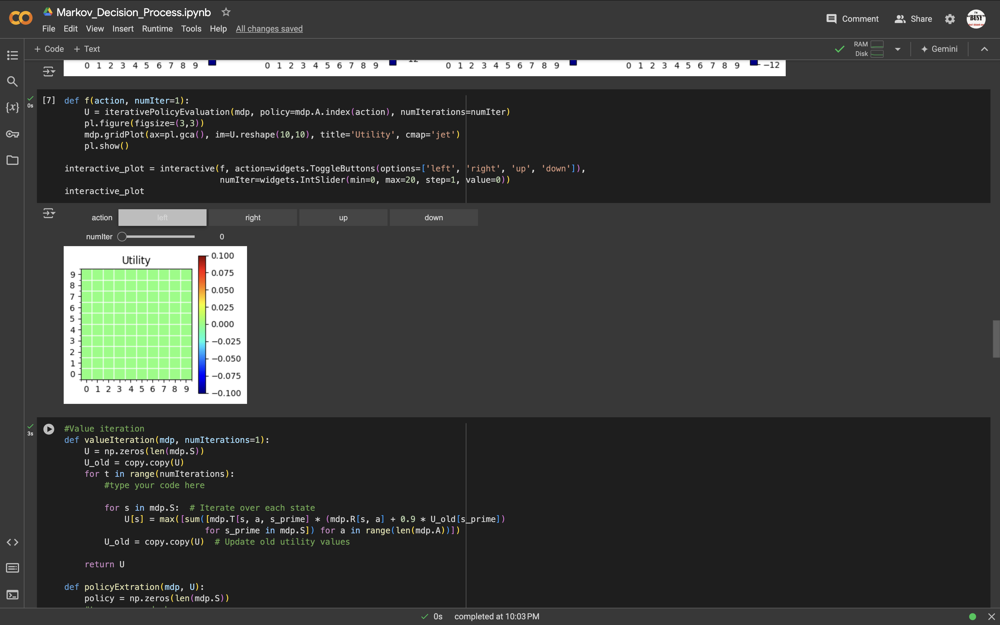 Markov_Decision_Process.ipynb
File Edit View Insert Runtime Tools Help All changes saved
Comment Share
I'm
“BUSY”
don't disturb me
+ Code + Text
RAM
Disk
Gemini
0 1 2 3 4 5 6 7 8 9 0 1 2 3 4 5 6 7 8 9 0 1 2 3 4 5 6 7 8 9 0 1 2 3 4 5 6 7 8 9 −12
{x}
0s
[7] def f(action, numIter=1):
    U = iterativePolicyEvaluation(mdp, policy=mdp.A.index(action), numIterations=numIter)
    pl.figure(figsize=(3,3))
    mdp.gridPlot(ax=pl.gca(), im=U.reshape(10,10), title='Utility', cmap='jet')
    pl.show()
interactive_plot = interactive(f, action=widgets.ToggleButtons(options=['left', 'right', 'up', 'down']),
                               numIter=widgets.IntSlider(min=0, max=20, step=1, value=0))
interactive_plot
action left right up down
numIter 0
Utility
9
8
7
6
5
4
3
2
1
0
0 1 2 3 4 5 6 7 8 9
0.100
0.075
0.050
0.025
0.000
−0.025
−0.050
−0.075
−0.100
3s
#Value iteration
def valueIteration(mdp, numIterations=1):
    U = np.zeros(len(mdp.S))
    U_old = copy.copy(U)
    for t in range(numIterations):
        #type your code here
        for s in mdp.S:  # Iterate over each state
            U[s] = max([sum([mdp.T[s, a, s_prime] * (mdp.R[s, a] + 0.9 * U_old[s_prime])
                            for s_prime in mdp.S]) for a in range(len(mdp.A))])
        U_old = copy.copy(U)  # Update old utility values
    return U
def policyExtration(mdp, U):
    policy = np.zeros(len(mdp.S))
0s completed at 10:03 PM